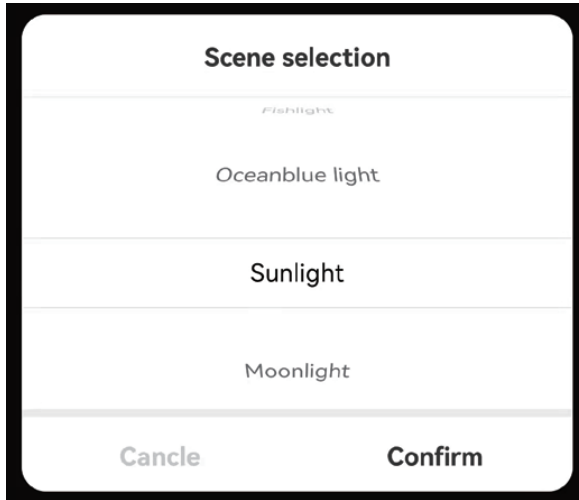 Scene selection
Fishlight
Oceanblue light
Sunlight
Moonlight
Cancle
Confirm